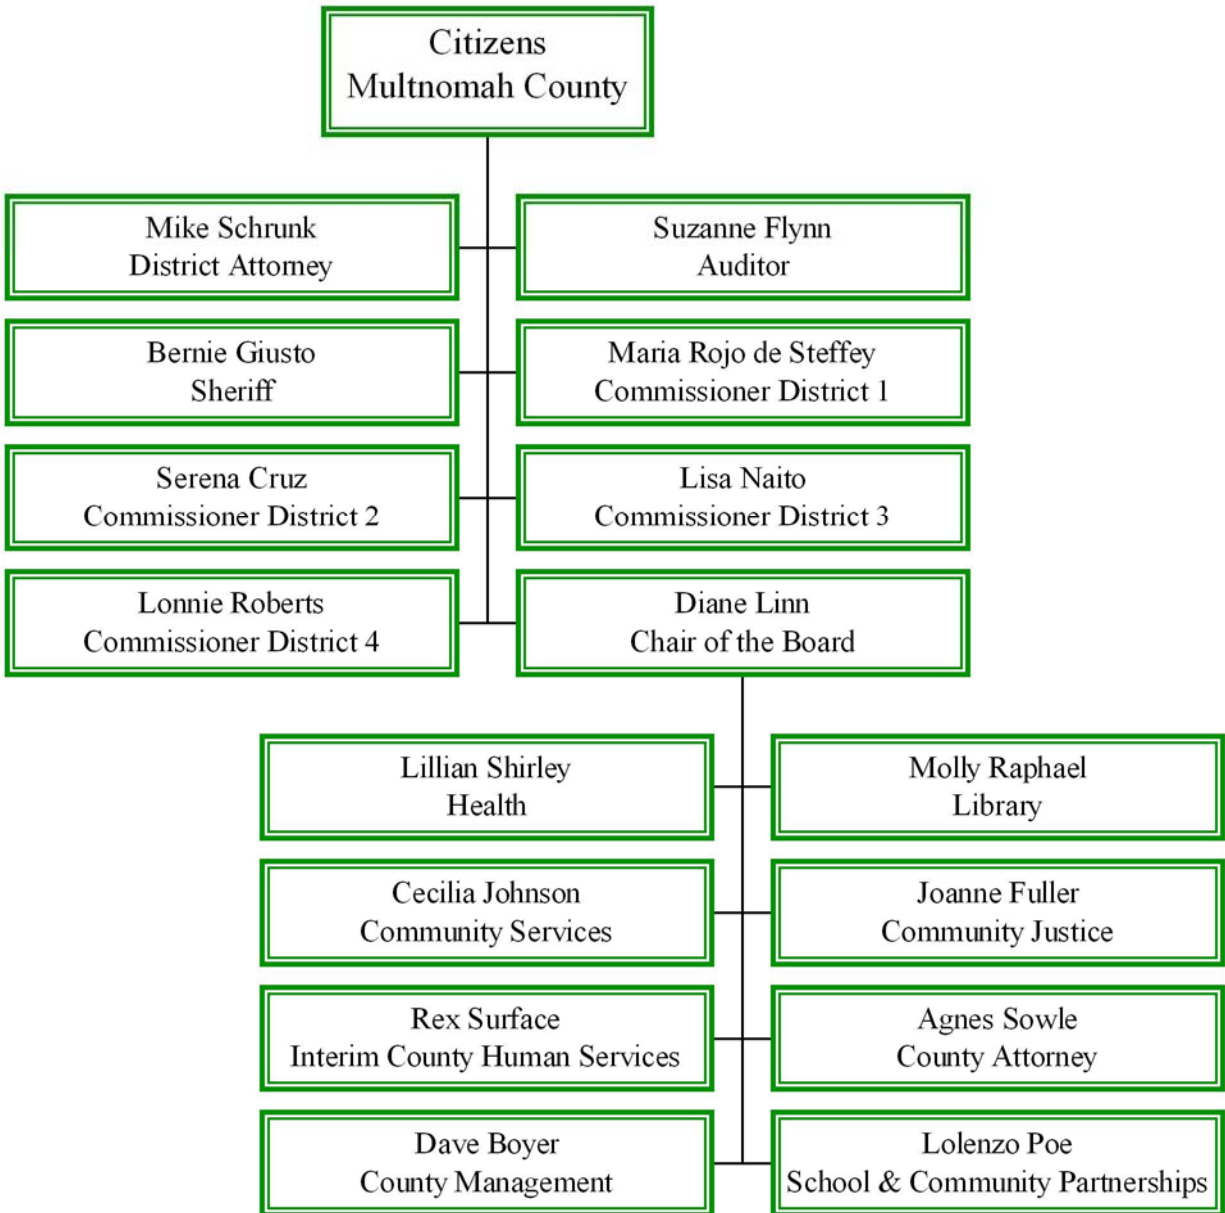 Citizens
Multnomah County
Mike Schrunk
District Attorney
Suzanne Flynn
Auditor
Bernie Giusto
Sheriff
Maria Rojo de Steffey
Commissioner District 1
Serena Cruz
Commissioner District 2
Lisa Naito
Commissioner District 3
Lonnie Roberts
Commissioner District 4
Diane Linn
Chair of the Board
Lillian Shirley
Health
Molly Raphael
Library
Cecilia Johnson
Community Services
Joanne Fuller
Community Justice
Rex Surface
Interim County Human Services
Agnes Sowle
County Attorney
Dave Boyer
County Management
Lolenzo Poe
School & Community Partnerships